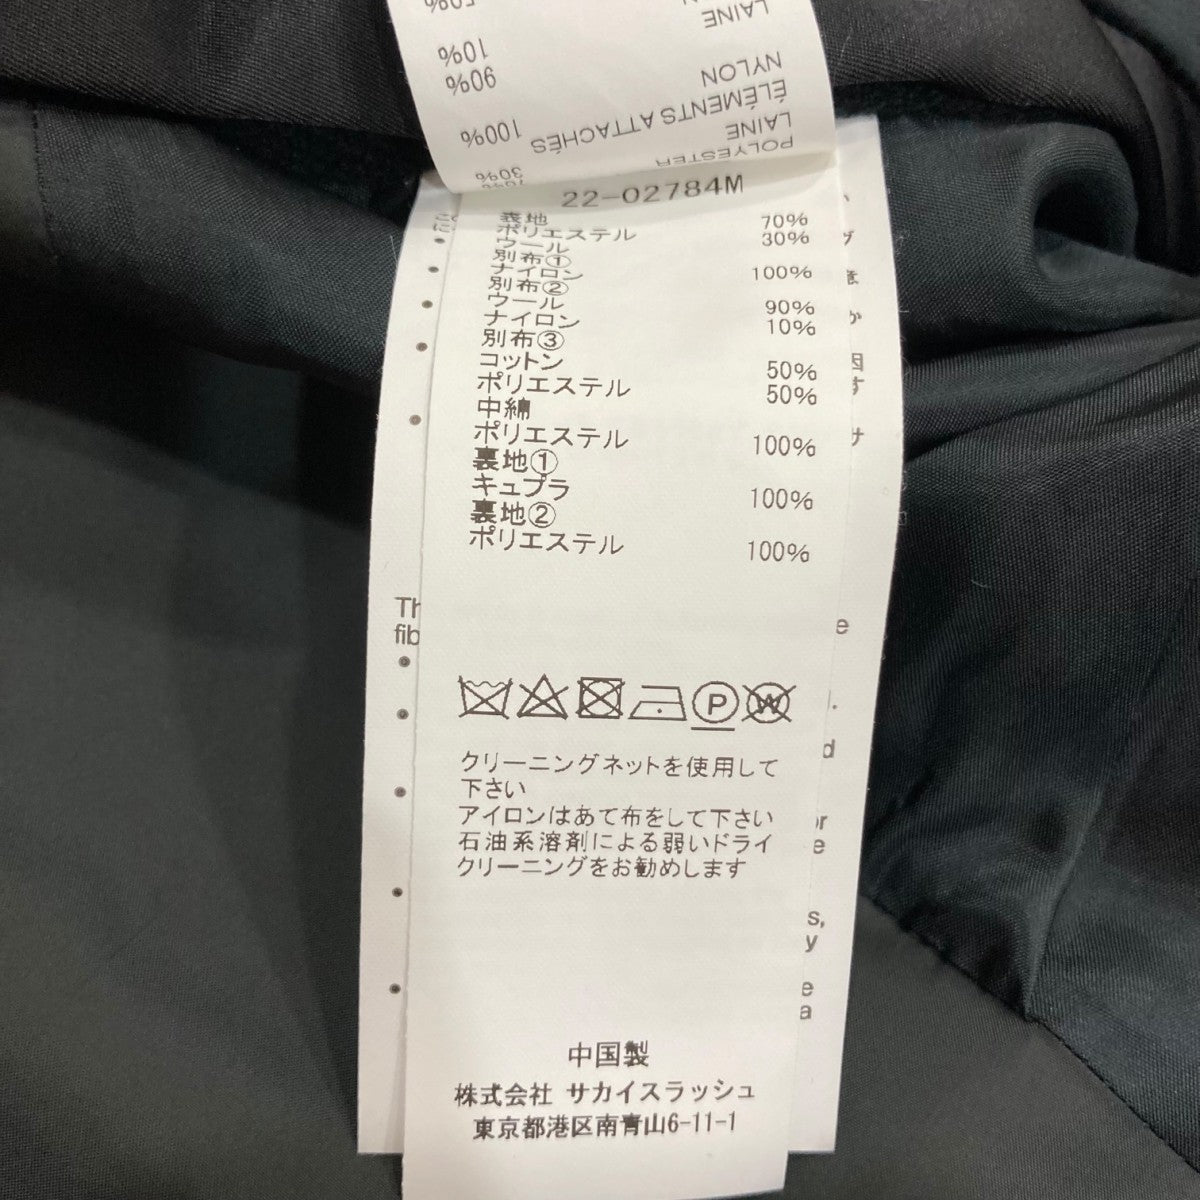 50%
LAINE
10%
NYLON
90%
ÉLÉMENTS ATTACHÉS
100%
LAINE
POLYESTER
30%
22-02784M
表地
ポリエステル 70%
ウール 30%
別布①
ナイロン 100%
別布②
ウール 90%
ナイロン 10%
別布③
コットン 50%
ポリエステル 50%
中綿
ポリエステル 100%
裏地①
キュプラ 100%
裏地②
ポリエステル 100%
P
W
クリーニングネットを使用して
下さい
アイロンはあて布をして下さい
石油系溶剤による弱いドライ
クリーニングをお勧めします
中国製
株式会社 サカイスラッシュ
東京都港区南青山6-11-1